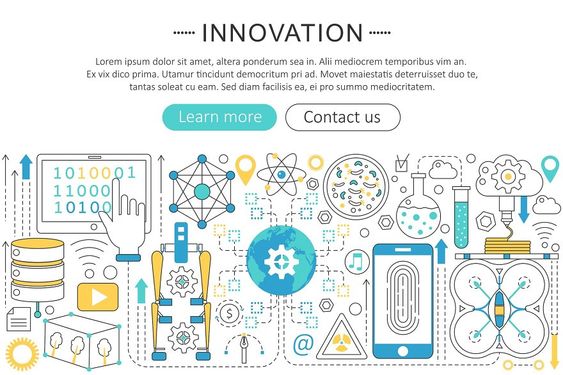 INNOVATION
Lorem ipsum dolor sit amet, altera ponderum sea in. Alii mediocrem temporibus vim an.
Ex vix dico prima. Utamur tincidunt democritum pri ad. Movet maiestatis deterruisset duo te,
tantas soleat cu eam. Sed diam facilisis ea, ei pro summo mediocritatem.
Learn more
Contact us
1010001
11000
10100
$
@